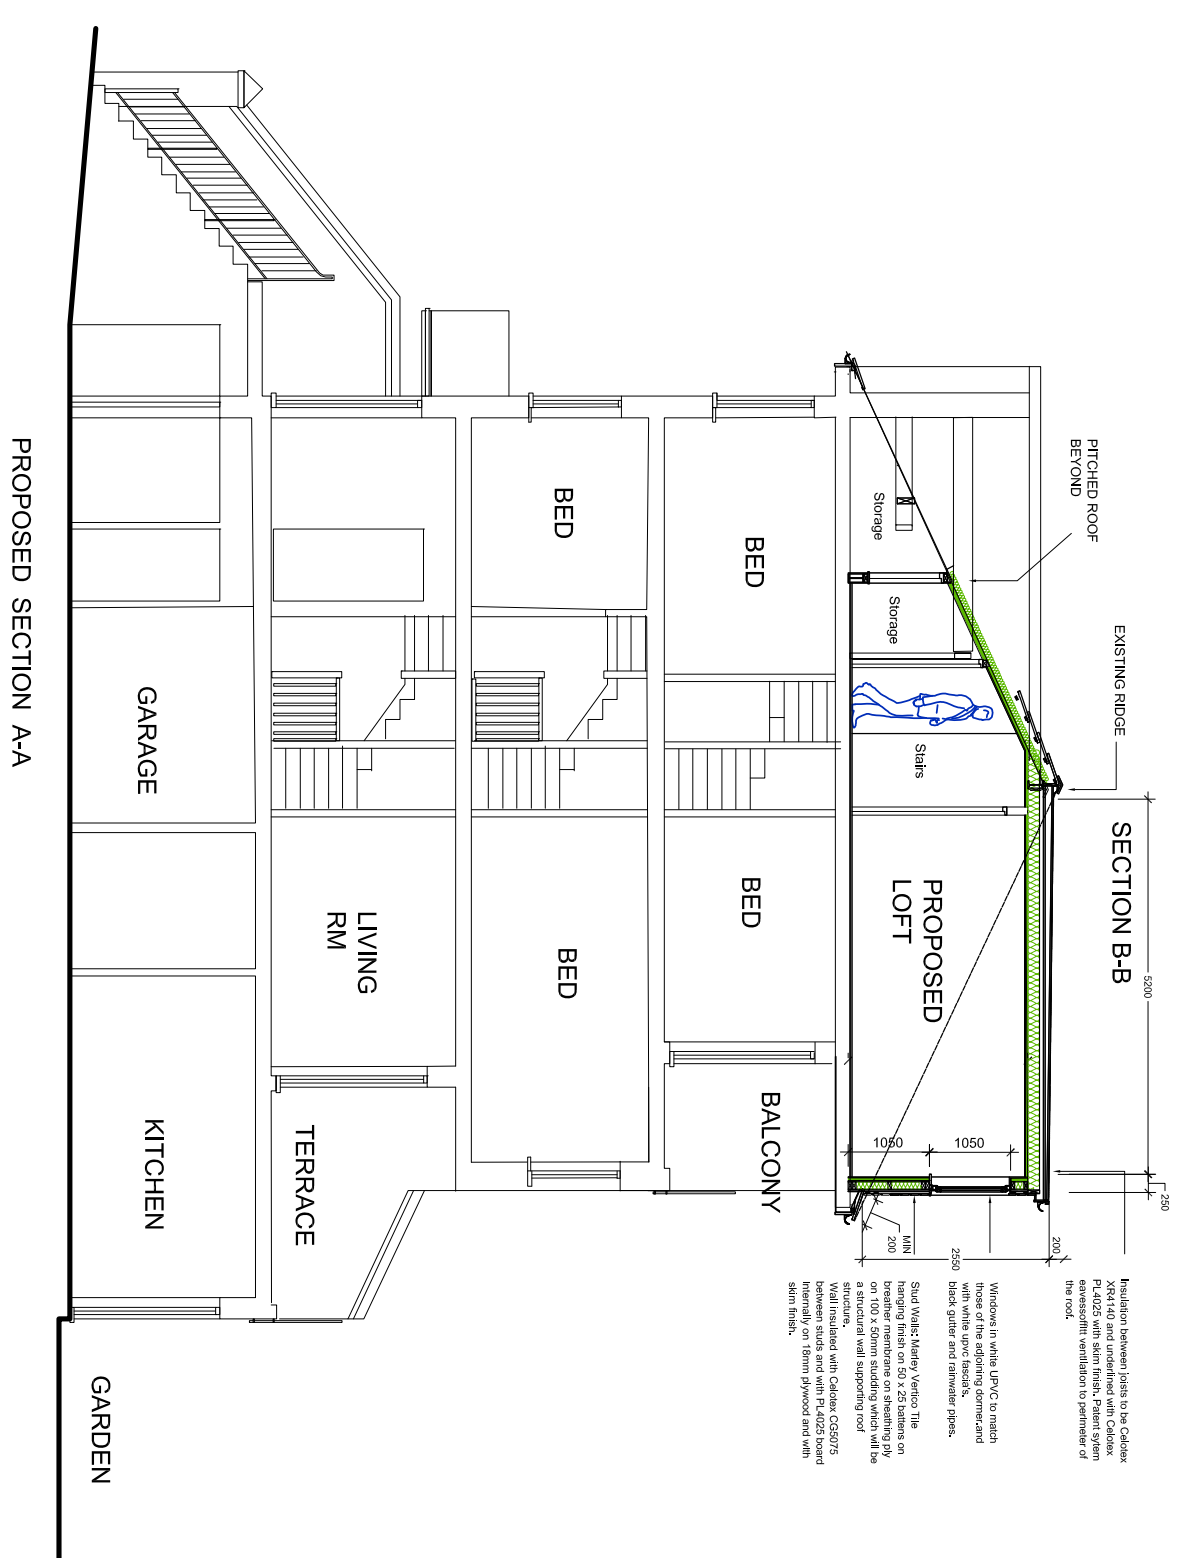 PITCHED ROOF
BEYOND
EXISTING RIDGE
SECTION B-B
5200
250
200
2550
MIN
200
1050
1050
Storage
Storage
Stairs
PROPOSED
LOFT
Insulation between joists to be Celotex
XR4140 and underlined with Celotex
PL4025 with skim finish. Patent sytem
eavessoffitt ventilation to perimeter of
the roof.
Windows in white UPVC to match
those of the adjoining dormer.and
with white upvc fascia's.
black gutter and rainwater pipes.
Stud Walls: Marley Vertico Tile
hanging finish on 50 x 25 battens on
breather membrane on sheathing ply
on 100 x 50mm studding which will be
a structural wall supporting roof
structure.
Wall insulated with Celotex CG5075
between studs and with PL4025 board
internally on 18mm plywood and with
skim finish.
BED
BED
BALCONY
BED
BED
LIVING
RM
TERRACE
GARAGE
KITCHEN
GARDEN
PROPOSED SECTION A-A